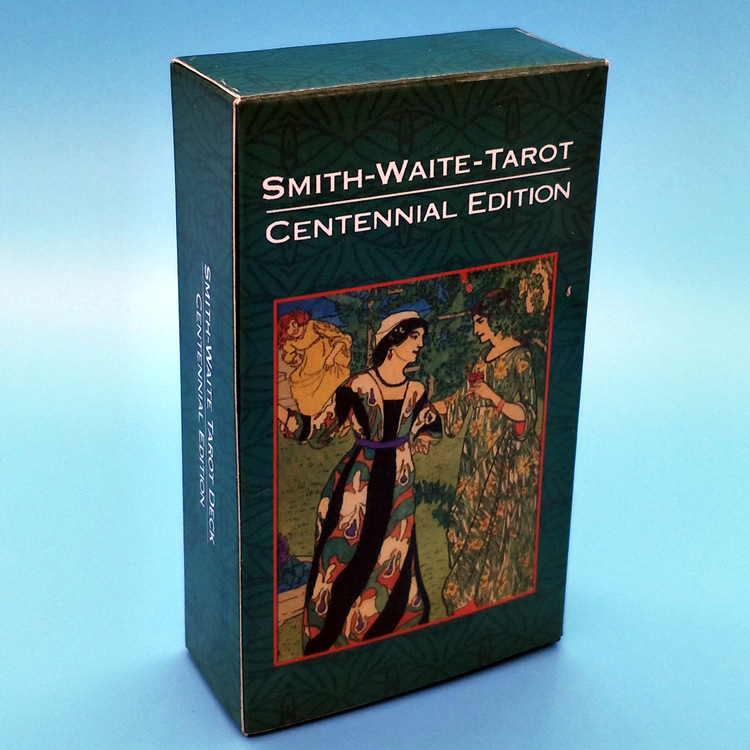 SMITH-WAITE-TAROT
CENTENNIAL EDITION
SMITH-WAITE TAROT DECK
CENTENNIAL EDITION